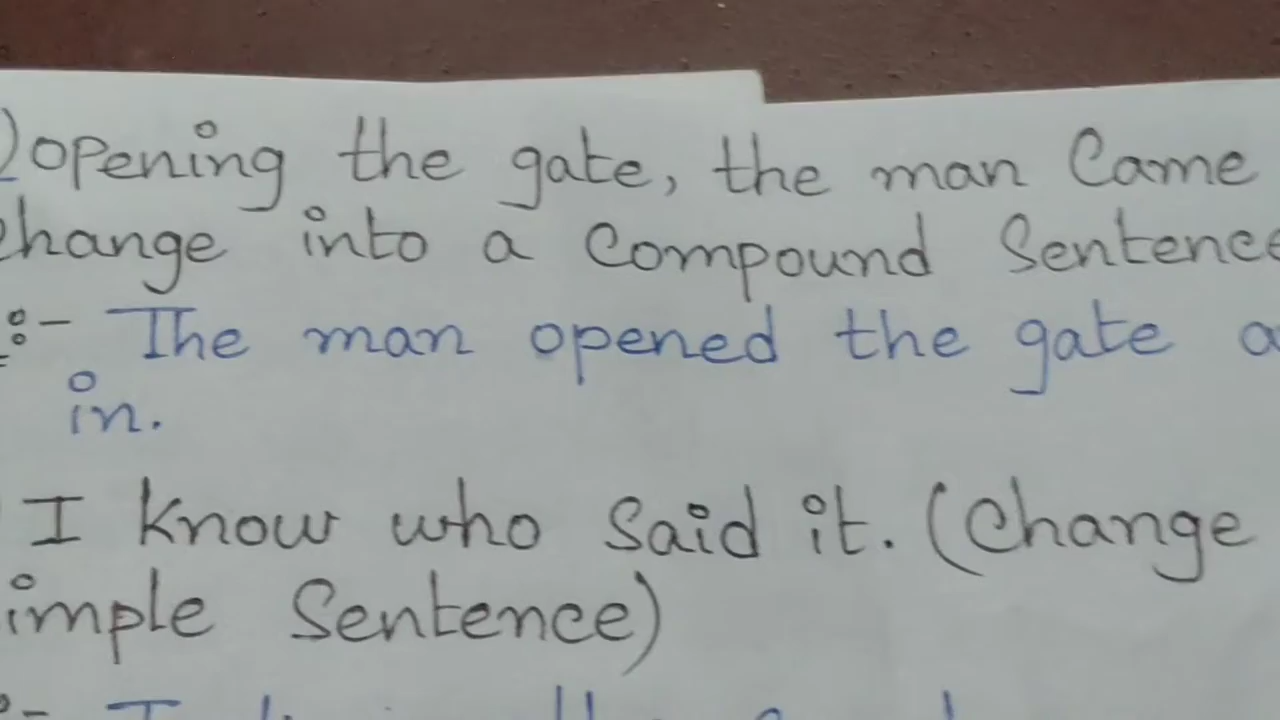 ) opening the gate, the man Came
change into a Compound Sentence
:- The man opened the gate
in.
I know who said it. (Change
imple Sentence)